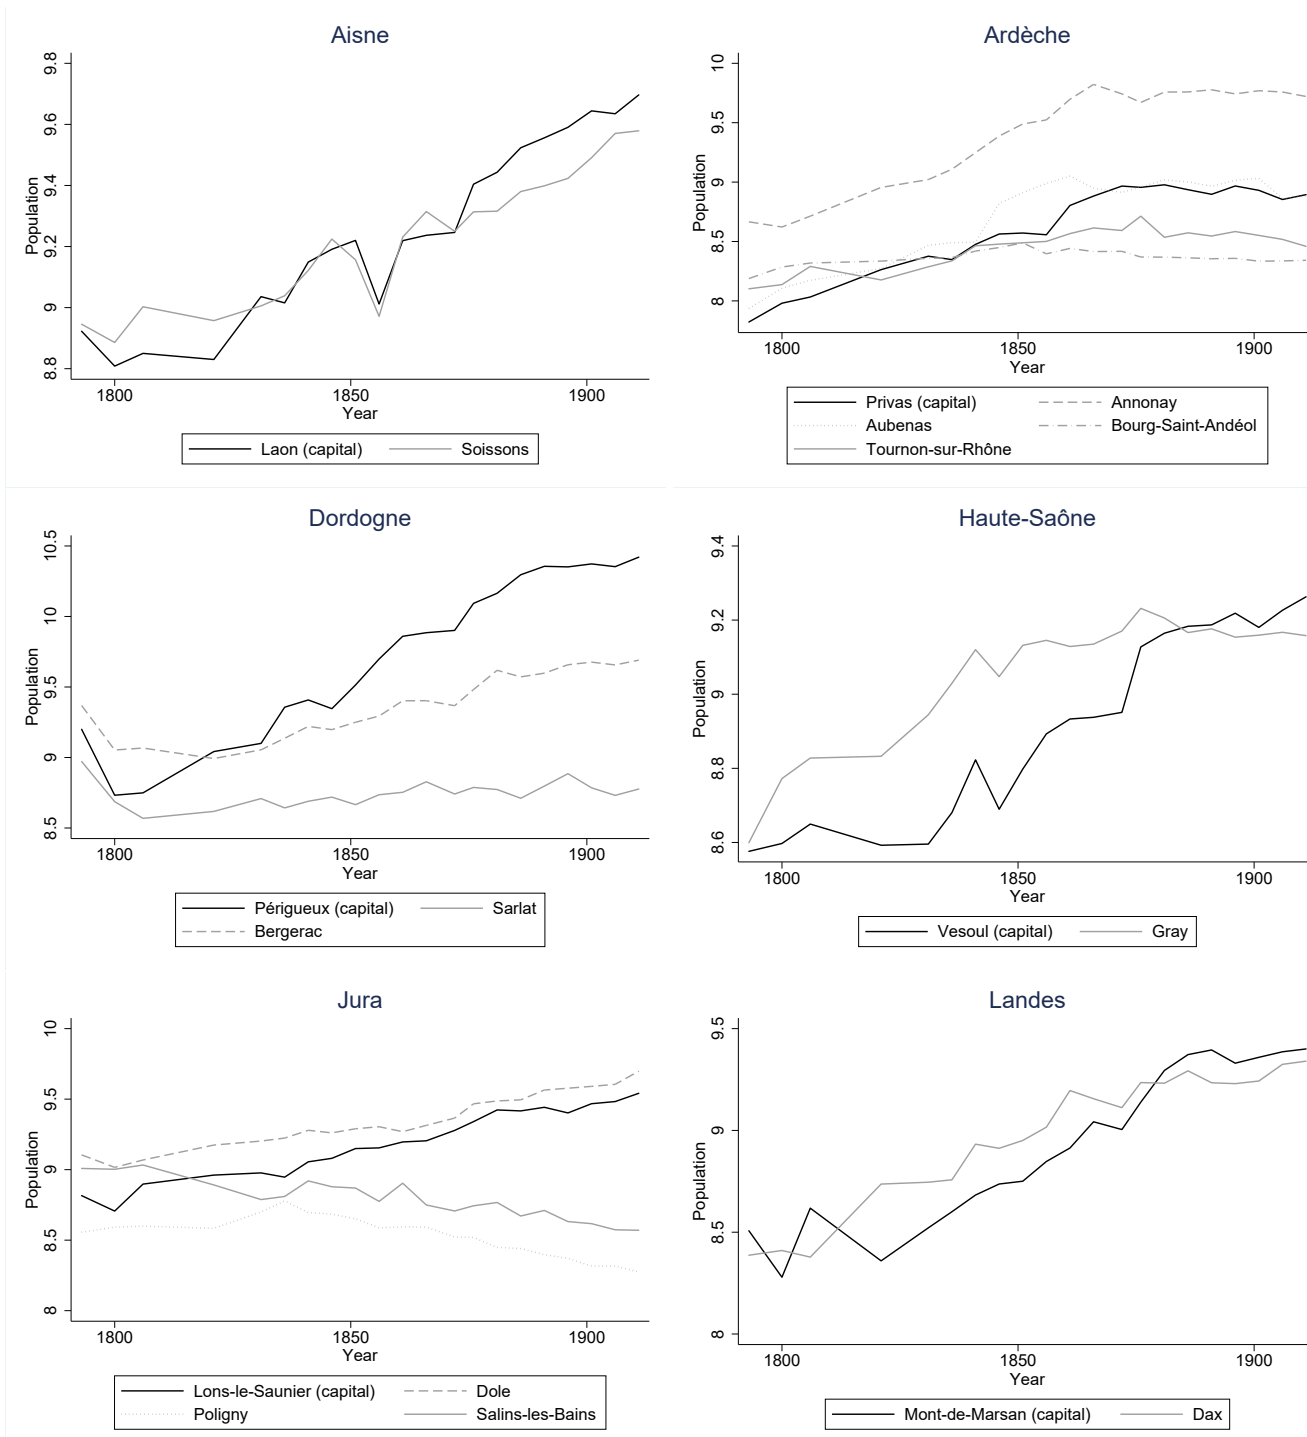 Aisne
Population
9.8
9.6
9.4
9.2
9
8.8
1800 1850 1900
Year
Laon (capital) Soissons
Ardèche
Population
10
9.5
9
8.5
8
1800 1850 1900
Year
Privas (capital) Annonay
Aubenas Bourg-Saint-Andéol
Tournon-sur-Rhône
Dordogne
Population
10.5
10
9.5
9
8.5
1800 1850 1900
Year
Périgueux (capital) Sarlat
Bergerac
Haute-Saône
Population
9.4
9.2
9
8.8
8.6
1800 1850 1900
Year
Vesoul (capital) Gray
Jura
Population
10
9.5
9
8.5
8
1800 1850 1900
Year
Lons-le-Saunier (capital) Dole
Poligny Salins-les-Bains
Landes
Population
9.5
9
8.5
8
1800 1850 1900
Year
Mont-de-Marsan (capital) Dax